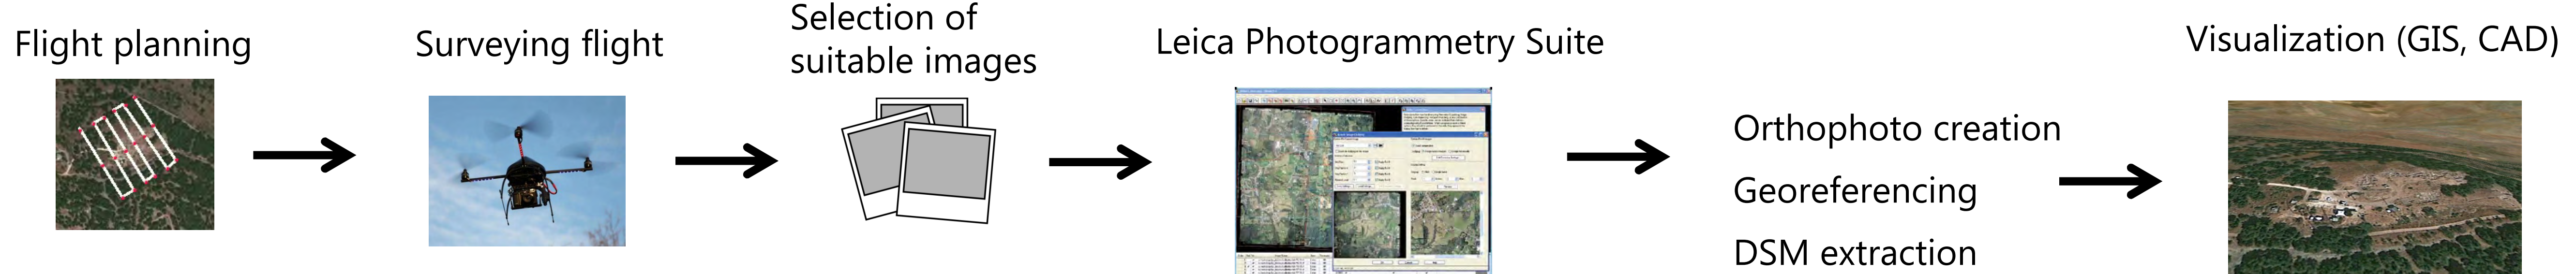 Flight planning
Surveying flight
Selection of
suitable images
Leica Photogrammetry Suite
Orthophoto creation
Georeferencing
DSM extraction
Visualization (GIS, CAD)